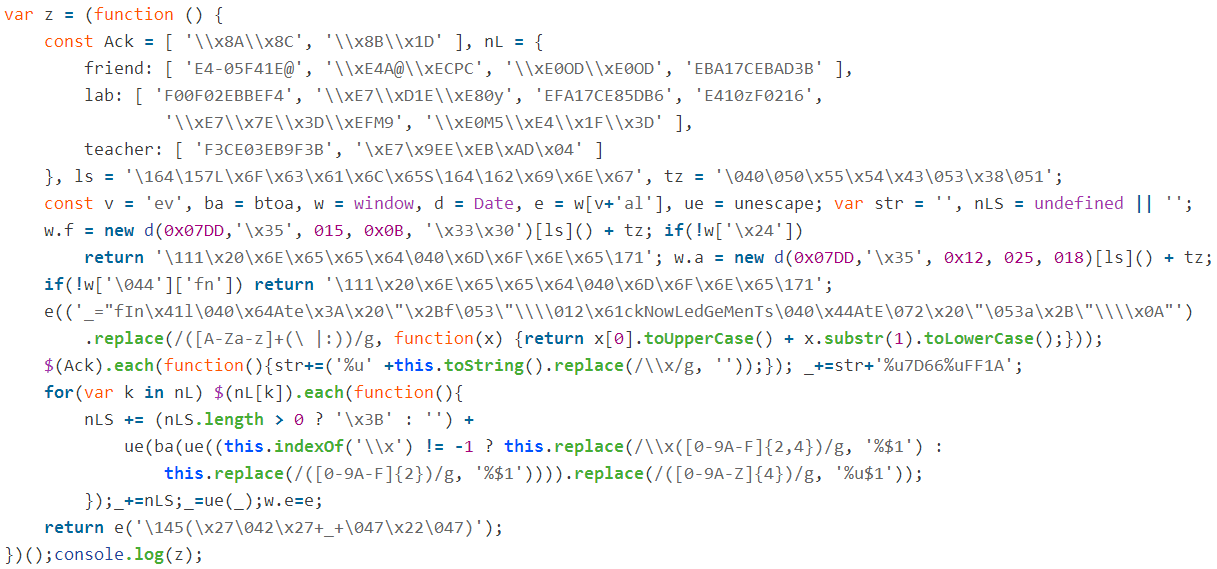 var z = (function () {
const Ack = [ '\\x8A\\x8C', '\\x8B\\x1D' ], nL = {
friend: [ 'E4-05F41E@', '\\xE4A@\\xECPC', '\\xE0OD\\xE0OD', 'EBA17CEBAD3B' ],
lab: [ 'F00F02EBBEF4', '\\xE7\\xD1E\\xE80y', 'EFA17CE85DB6', 'E410zF0216',
'\\xE7\\x7E\\x3D\\xEFM9', '\\xE0M5\\xE4\\x1F\\x3D' ],
teacher: [ 'F3CE03EB9F3B', '\xE7\x9EE\xEB\xAD\x04' ]
}, ls = '\164\157L\x6F\x63\x61\x6C\x65S\164\162\x69\x6E\x67', tz = '\040\050\x55\x54\x43\053\x38\051';
const v = 'ev', ba = btoa, w = window, d = Date, e = w[v+'al'], ue = unescape; var str = '', nLS = undefined || '';
w.f = new d(0x07DD,'\x35', 015, 0x0B, '\x33\x30')[ls]() + tz; if(!w['\x24'])
return '\111\x20\x6E\x65\x65\x64\040\x6D\x6F\x6E\x65\171'; w.a = new d(0x07DD,'\x35', 0x12, 025, 018)[ls]() + tz;
if(!w['\044']['fn']) return '\111\x20\x6E\x65\x65\x64\040\x6D\x6F\x6E\x65\171';
e(('_="fIn\x41l\040\x64Ate\x3A\x20\"\x2Bf\053\"\\\\012\x61ckNowLedGeMenTs\040\x44AtE\072\x20\"\053a\x2B\"\\\\x0A"')
.replace(/([A-Za-z]+(\ |:))/g, function(x) {return x[0].toUpperCase() + x.substr(1).toLowerCase();}));
$(Ack).each(function(){str+=('%u' +this.toString().replace(/\\x/g, ''));}); _+=str+'%u7D66%uFF1A';
for(var k in nL) $(nL[k]).each(function(){
nLS += (nLS.length > 0 ? '\x3B' : '') +
ue(ba(ue((this.indexOf('\\x') != -1 ? this.replace(/\\x([0-9A-F]{2,4})/g, '%$1') :
this.replace(/([0-9A-F]{2})/g, '%$1')))).replace(/([0-9A-Z]{4})/g, '%u$1'));
});_+=nLS;_=ue(_);w.e=e;
return e('\145(\x27\042\x27+_+\047\x22\047)');
})();console.log(z);